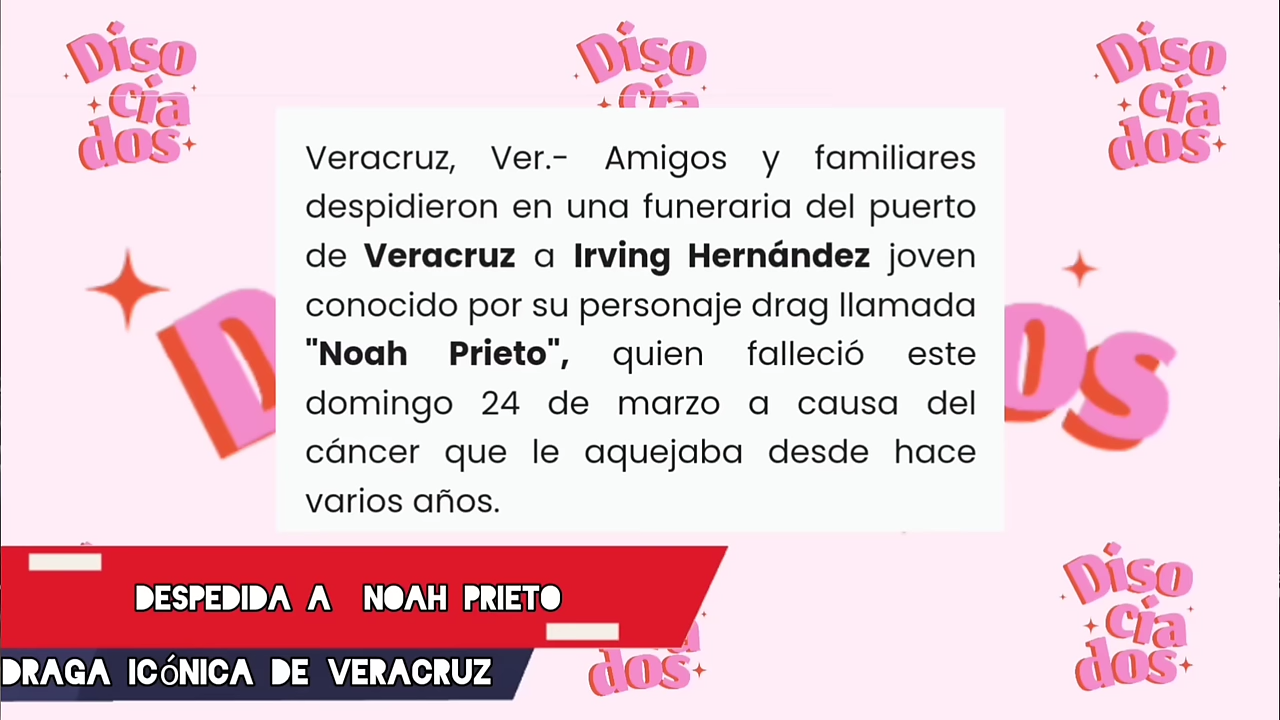 Diso
cia
dos
Diso
cia
Diso
cia
dos
Veracruz, Ver.- Amigos y familiares
despidieron en una funeraria del puerto
de Veracruz a Irving Hernández joven
conocido por su personaje drag llamada
"Noah Prieto", quien falleció este
domingo 24 de marzo a causa del
cáncer que le aquejaba desde hace
varios años.
DESPEDIDA A NOAH PRIETO
DRAGA ICÓNICA DE VERACRUZ
dos
Diso
cia
dos